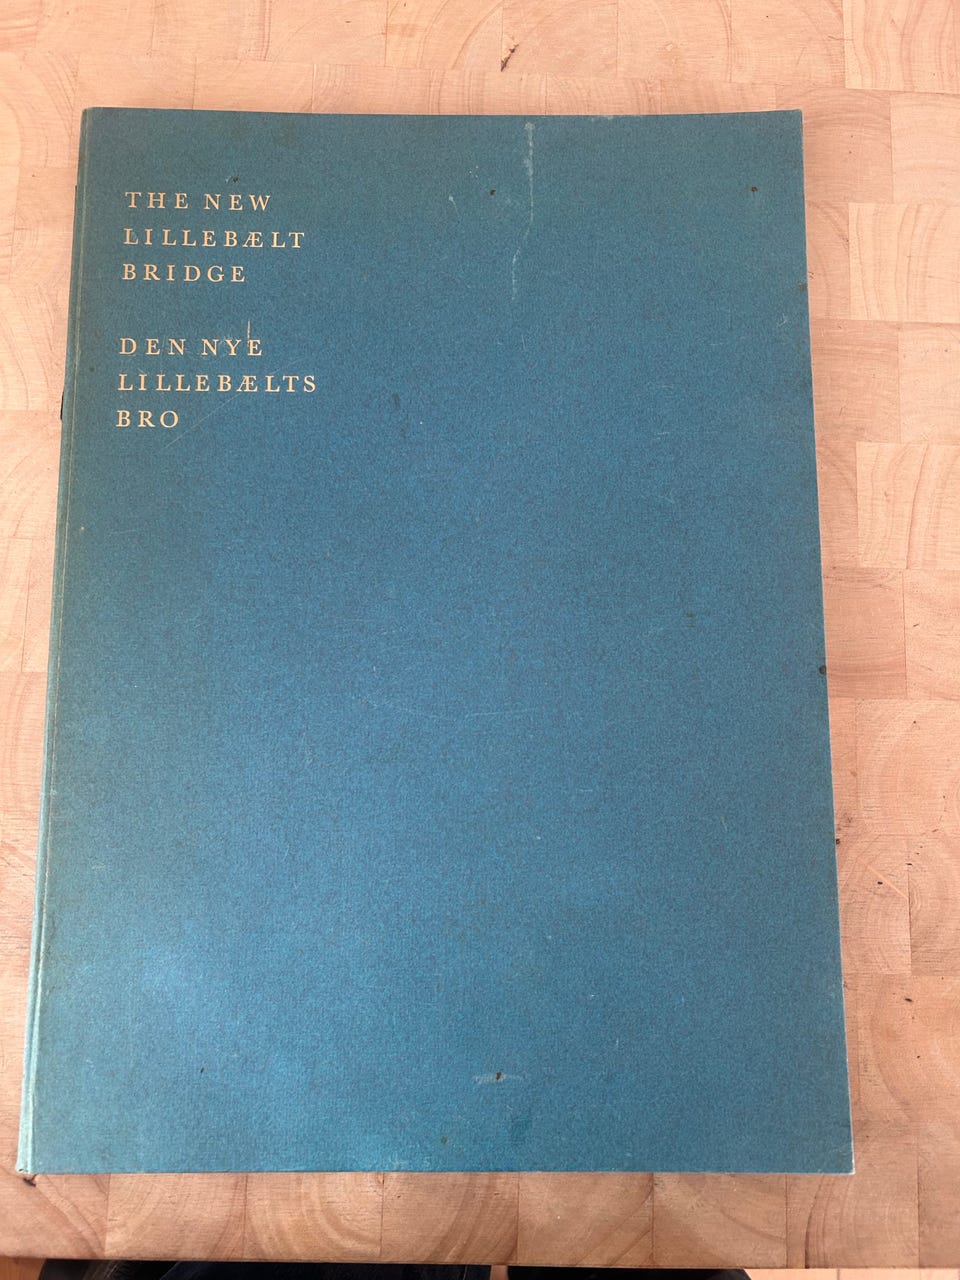 THE NEW
LILLEBÆLT
BRIDGE
DEN NYE
LILLEBÆLTS
BRO